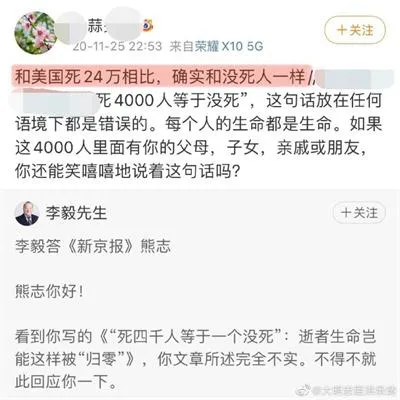 蒜
20-11-25 22:53 来自荣耀X10 5G
+关注
和美国死24万相比，确实和没死人一样//
死4000人等于没死”，这句话放在任何
语境下都是错误的。每个人的生命都是生命。如果
这4000人里面有你的父母，子女，亲戚或朋友，
你还能笑嘻嘻地说着这句话吗？
李毅先生
+关注
李毅答《新京报》熊志
熊志你好！
看到你写的《“死四千人等于一个没死”：逝者生命岂
能这样被“归零”》，你文章所述完全不实。不得不就
此回应你一下。